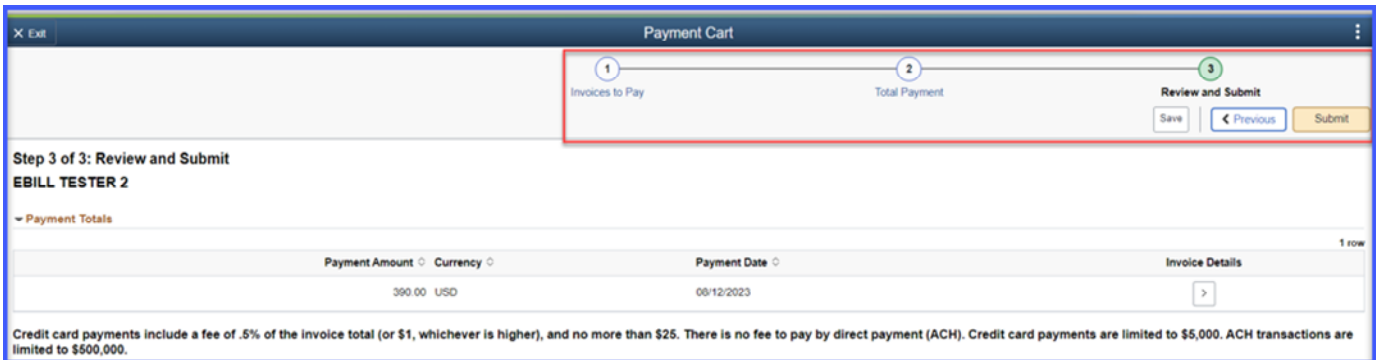 Exit
Payment Cart
1
2
3
Invoices to Pay
Total Payment
Review and Submit
Save
Previous
Submit
Step 3 of 3: Review and Submit
EBILL TESTER 2
Payment Totals
1 row
Payment Amount Currency Payment Date Invoice Details
390.00 USD 08/12/2023
Credit card payments include a fee of .5% of the invoice total (or $1, whichever is higher), and no more than $25. There is no fee to pay by direct payment (ACH). Credit card payments are limited to $5,000. ACH transactions are
limited to $500,000.